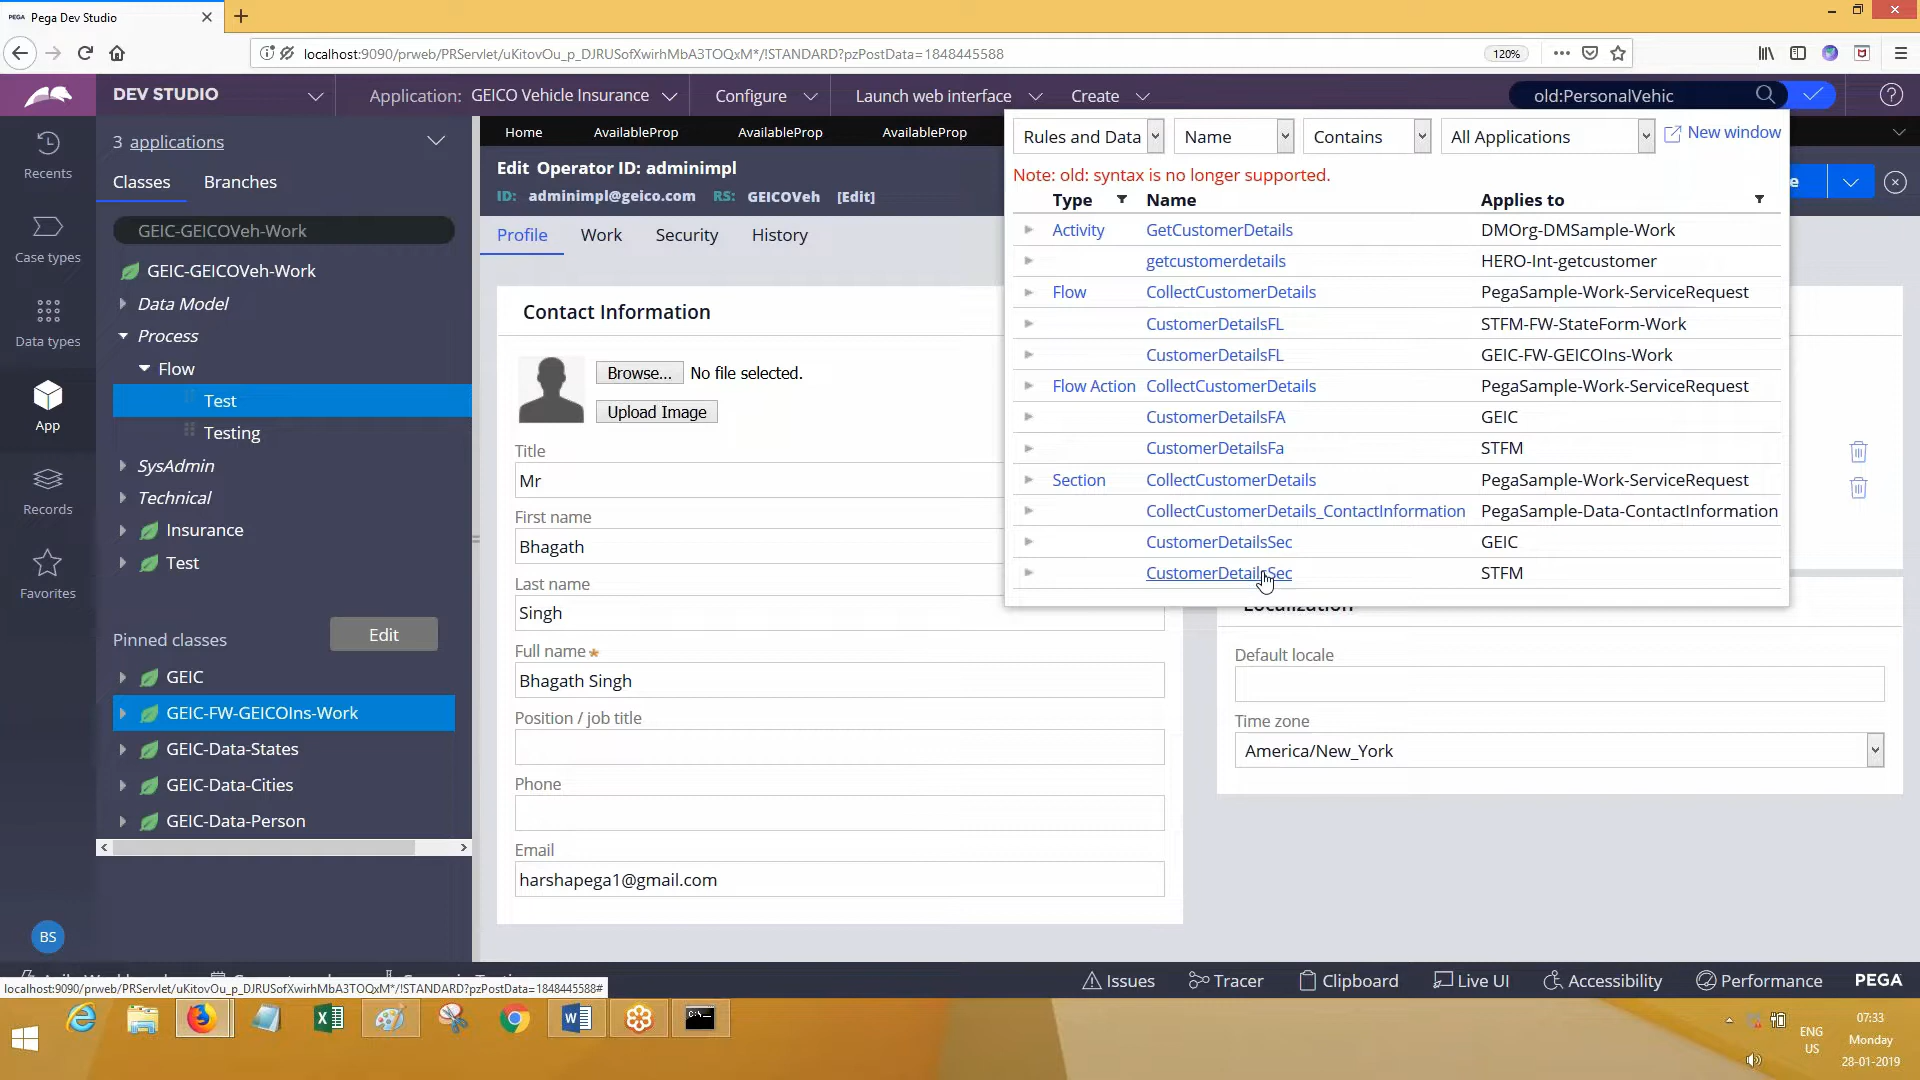 PEGA Pega Dev Studio
localhost:9090/prweb/PRServlet/uKitovOu_p_DJRUSofXwirhMbA3TOQxM*/!STANDARD?pzPostData=1848445588
120%
DEV STUDIO
Application: GEICO Vehicle Insurance
Configure
Launch web interface
Create
old:PersonalVehic
Recents
Case types
Data types
App
Records
Favorites
BS
3 applications
Classes Branches
GEIC-GEICOVeh-Work
GEIC-GEICOVeh-Work
Data Model
Process
Flow
Test
Testing
SysAdmin
Technical
Insurance
Test
Pinned classes Edit
GEIC
GEIC-FW-GEICOIns-Work
GEIC-Data-States
GEIC-Data-Cities
GEIC-Data-Person
Home AvailableProp AvailableProp AvailableProp
Edit Operator ID: adminimpl
ID: adminimpl@geico.com RS: GEICOVeh [Edit]
Profile Work Security History
Contact Information
Browse... No file selected.
Upload Image
Title
Mr
First name
Bhagath
Last name
Singh
Full name *
Bhagath Singh
Position / job title
Phone
Email
harshapega1@gmail.com
Rules and Data Name Contains All Applications New window
Note: old: syntax is no longer supported.
Type Name Applies to
Activity GetCustomerDetails DMOrg-DMSample-Work
getcustomerdetails HERO-Int-getcustomer
Flow CollectCustomerDetails PegaSample-Work-ServiceRequest
CustomerDetailsFL STFM-FW-StateForm-Work
CustomerDetailsFL GEIC-FW-GEICOIns-Work
Flow Action CollectCustomerDetails PegaSample-Work-ServiceRequest
CustomerDetailsFA GEIC
CustomerDetailsFa STFM
Section CollectCustomerDetails PegaSample-Work-ServiceRequest
CollectCustomerDetails_ContactInformation PegaSample-Data-ContactInformation
CustomerDetailsSec GEIC
CustomerDetailsSec STFM
Localization
Default locale
Time zone
America/New_York
Issues Tracer Clipboard Live UI Accessibility Performance PEGA
localhost:9090/prweb/PRServlet/uKitovOu_p_DJRUSofXwirhMbA3TOQxM*/!STANDARD?pzPostData=1848445588#
ENG
US
07:33
Monday
28-01-2019